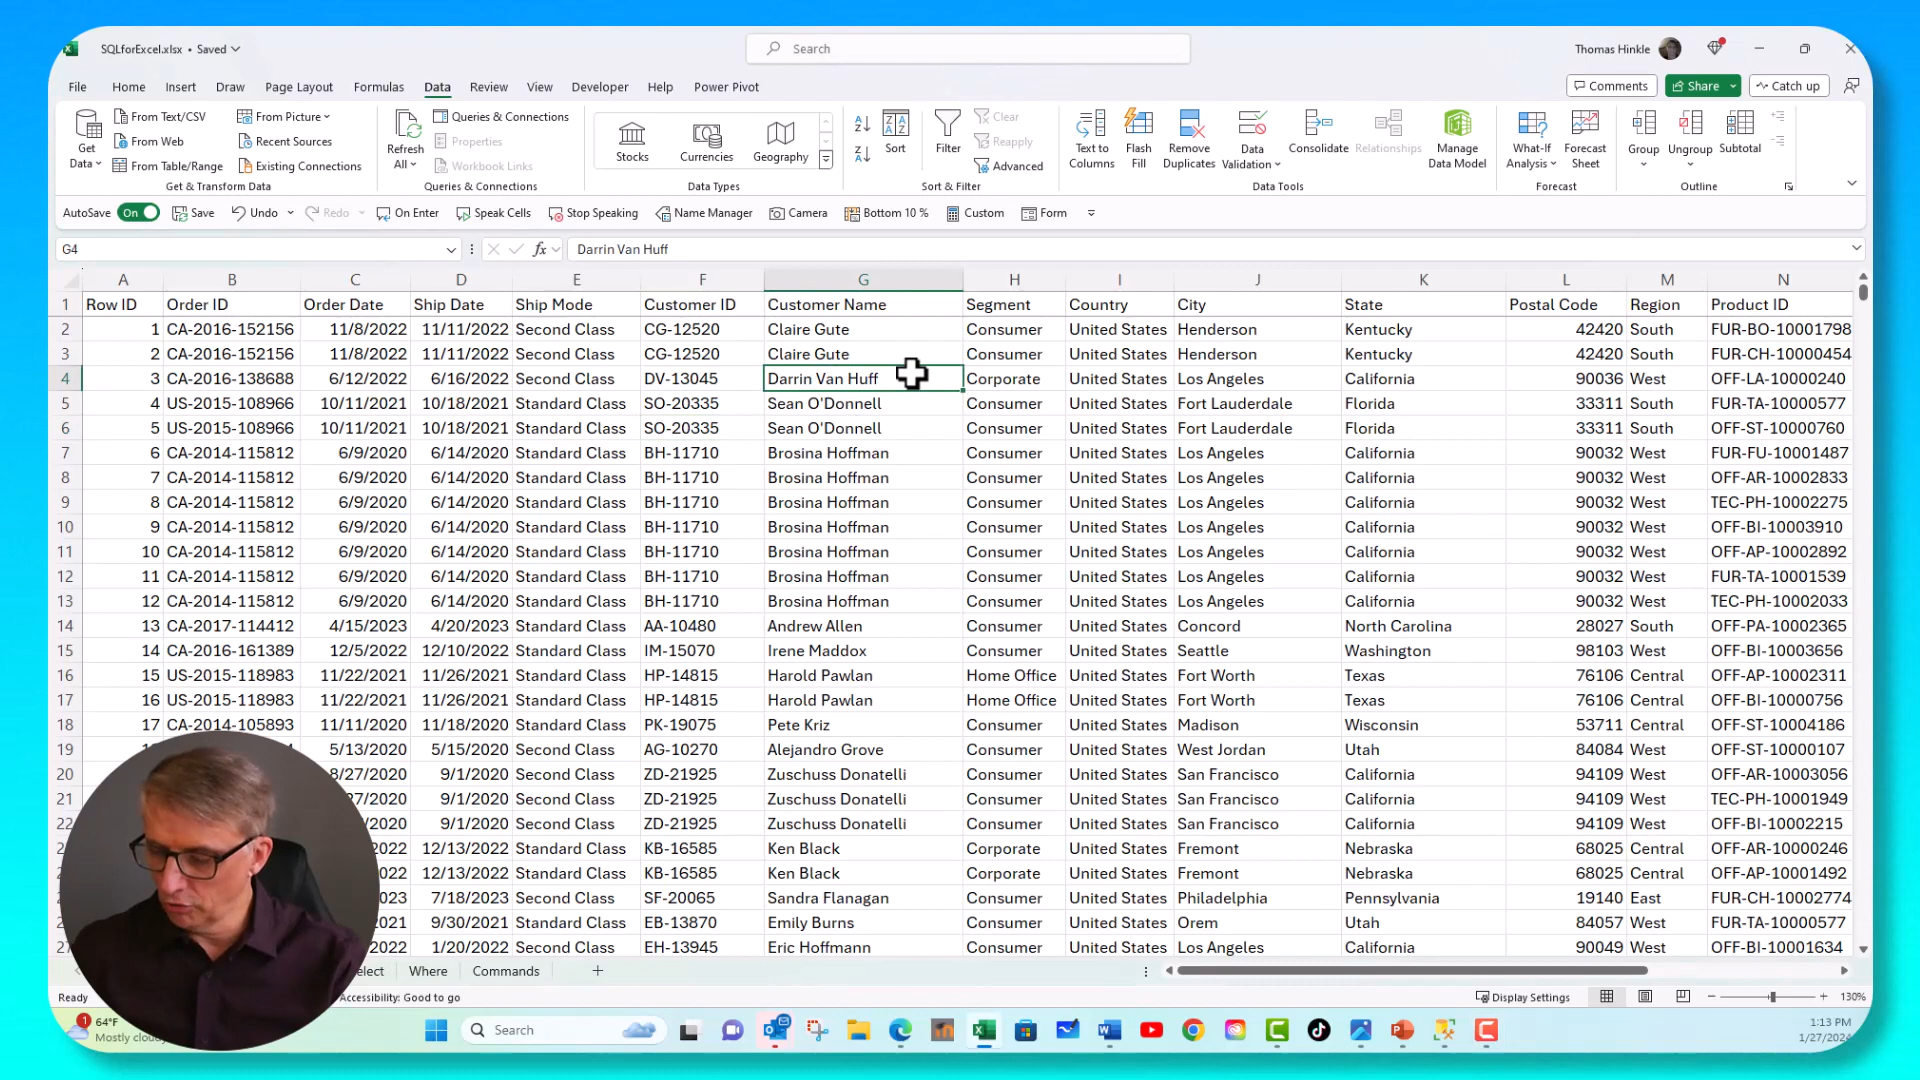 SQLforExcel.xlsx • Saved
Search
Thomas Hinkle
File Home Insert Draw Page Layout Formulas Data Review View Developer Help Power Pivot
Comments Share Catch up
Get Data
From Text/CSV
From Web
From Table/Range
From Picture
Recent Sources
Existing Connections
Get & Transform Data
Refresh All
Queries & Connections
Properties
Workbook Links
Queries & Connections
Stocks Currencies Geography
Data Types
Sort
Filter
Clear
Reapply
Advanced
Sort & Filter
Text to Columns
Flash Fill
Remove Duplicates
Data Validation
Consolidate
Relationships
Manage Data Model
Data Tools
What-If Analysis
Forecast Sheet
Forecast
Group
Ungroup
Subtotal
Outline
AutoSave On Save Undo Redo On Enter Speak Cells Stop Speaking Name Manager Camera Bottom 10 % Custom Form
G4 fx Darrin Van Huff
A B C D E F G H I J K L M N
1 Row ID Order ID Order Date Ship Date Ship Mode Customer ID Customer Name Segment Country City State Postal Code Region Product ID
2 1 CA-2016-152156 11/8/2022 11/11/2022 Second Class CG-12520 Claire Gute Consumer United States Henderson Kentucky 42420 South FUR-BO-10001798
3 2 CA-2016-152156 11/8/2022 11/11/2022 Second Class CG-12520 Claire Gute Consumer United States Henderson Kentucky 42420 South FUR-CH-10000454
4 3 CA-2016-138688 6/12/2022 6/16/2022 Second Class DV-13045 Darrin Van Huff Corporate United States Los Angeles California 90036 West OFF-LA-10000240
5 4 US-2015-108966 10/11/2021 10/18/2021 Standard Class SO-20335 Sean O'Donnell Consumer United States Fort Lauderdale Florida 33311 South FUR-TA-10000577
6 5 US-2015-108966 10/11/2021 10/18/2021 Standard Class SO-20335 Sean O'Donnell Consumer United States Fort Lauderdale Florida 33311 South OFF-ST-10000760
7 6 CA-2014-115812 6/9/2020 6/14/2020 Standard Class BH-11710 Brosina Hoffman Consumer United States Los Angeles California 90032 West FUR-FU-10001487
8 7 CA-2014-115812 6/9/2020 6/14/2020 Standard Class BH-11710 Brosina Hoffman Consumer United States Los Angeles California 90032 West OFF-AR-10002833
9 8 CA-2014-115812 6/9/2020 6/14/2020 Standard Class BH-11710 Brosina Hoffman Consumer United States Los Angeles California 90032 West TEC-PH-10002275
10 9 CA-2014-115812 6/9/2020 6/14/2020 Standard Class BH-11710 Brosina Hoffman Consumer United States Los Angeles California 90032 West OFF-BI-10003910
11 10 CA-2014-115812 6/9/2020 6/14/2020 Standard Class BH-11710 Brosina Hoffman Consumer United States Los Angeles California 90032 West OFF-AP-10002892
12 11 CA-2014-115812 6/9/2020 6/14/2020 Standard Class BH-11710 Brosina Hoffman Consumer United States Los Angeles California 90032 West FUR-TA-10001539
13 12 CA-2014-115812 6/9/2020 6/14/2020 Standard Class BH-11710 Brosina Hoffman Consumer United States Los Angeles California 90032 West TEC-PH-10002033
14 13 CA-2017-114412 4/15/2023 4/20/2023 Standard Class AA-10480 Andrew Allen Consumer United States Concord North Carolina 28027 South OFF-PA-10002365
15 14 CA-2016-161389 12/5/2022 12/10/2022 Standard Class IM-15070 Irene Maddox Consumer United States Seattle Washington 98103 West OFF-BI-10003656
16 15 US-2015-118983 11/22/2021 11/26/2021 Standard Class HP-14815 Harold Pawlan Home Office United States Fort Worth Texas 76106 Central OFF-AP-10002311
17 16 US-2015-118983 11/22/2021 11/26/2021 Standard Class HP-14815 Harold Pawlan Home Office United States Fort Worth Texas 76106 Central OFF-BI-10000756
18 17 CA-2014-105893 11/11/2020 11/18/2020 Standard Class PK-19075 Pete Kriz Consumer United States Madison Wisconsin 53711 Central OFF-ST-10004186
19 5/13/2020 5/15/2020 Second Class AG-10270 Alejandro Grove Consumer United States West Jordan Utah 84084 West OFF-ST-10000107
20 8/27/2020 9/1/2020 Second Class ZD-21925 Zuschuss Donatelli Consumer United States San Francisco California 94109 West OFF-AR-10003056
21 27/2020 9/1/2020 Second Class ZD-21925 Zuschuss Donatelli Consumer United States San Francisco California 94109 West TEC-PH-10001949
22 7/2020 9/1/2020 Second Class ZD-21925 Zuschuss Donatelli Consumer United States San Francisco California 94109 West OFF-BI-10002215
2022 12/13/2022 Standard Class KB-16585 Ken Black Corporate United States Fremont Nebraska 68025 Central OFF-AR-10000246
2022 12/13/2022 Standard Class KB-16585 Ken Black Corporate United States Fremont Nebraska 68025 Central OFF-AP-10001492
2023 7/18/2023 Second Class SF-20065 Sandra Flanagan Consumer United States Philadelphia Pennsylvania 19140 East FUR-CH-10002774
2021 9/30/2021 Standard Class EB-13870 Emily Burns Consumer United States Orem Utah 84057 West FUR-TA-10000577
27 2022 1/20/2022 Second Class EH-13945 Eric Hoffmann Consumer United States Los Angeles California 90049 West OFF-BI-10001634
elect Where Commands
Ready Accessibility: Good to go Display Settings 130%
1 64°F
Mostly cloudy
Search
1:13 PM
1/27/2024